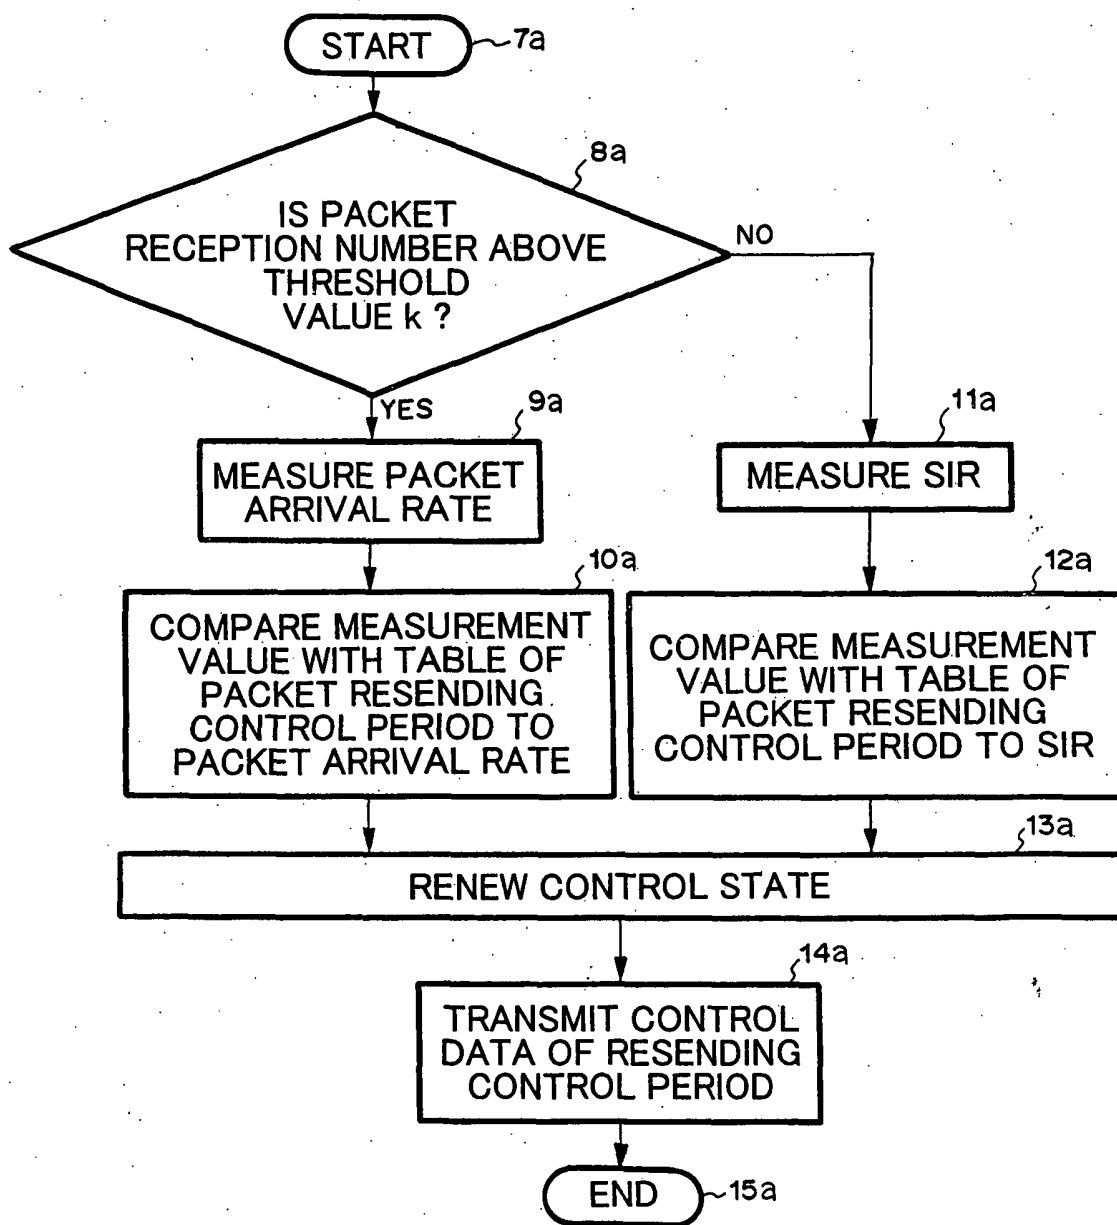 START
7a
8a
IS PACKET
RECEPTION NUMBER ABOVE
THRESHOLD
VALUE k ?
NO
YES
9a
MEASURE PACKET
ARRIVAL RATE
11a
MEASURE SIR
10a
COMPARE MEASUREMENT
VALUE WITH TABLE OF
PACKET RESENDING
CONTROL PERIOD TO
PACKET ARRIVAL RATE
12a
COMPARE MEASUREMENT
VALUE WITH TABLE OF
PACKET RESENDING
CONTROL PERIOD TO SIR
13a
RENEW CONTROL STATE
14a
TRANSMIT CONTROL
DATA OF RESENDING
CONTROL PERIOD
END
15a